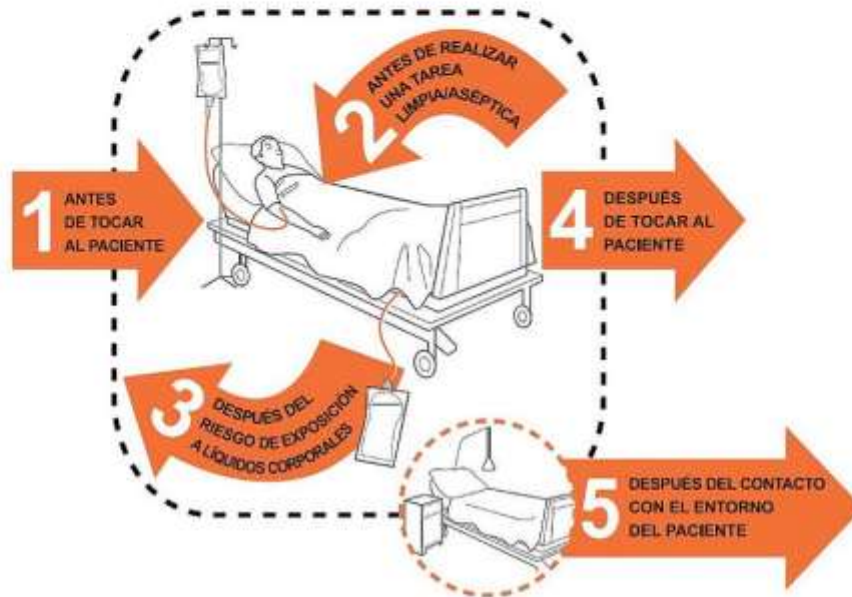 1
ANTES
DE TOCAR
AL PACIENTE
2
ANTES DE REALIZAR
UNA TAREA
LIMPIA/ASÉPTICA
3
DESPUÉS DEL
RIESGO DE EXPOSICIÓN
A LÍQUIDOS CORPORALES
4
DESPUÉS
DE TOCAR AL
PACIENTE
5
DESPUÉS DEL CONTACTO
CON EL ENTORNO
DEL PACIENTE